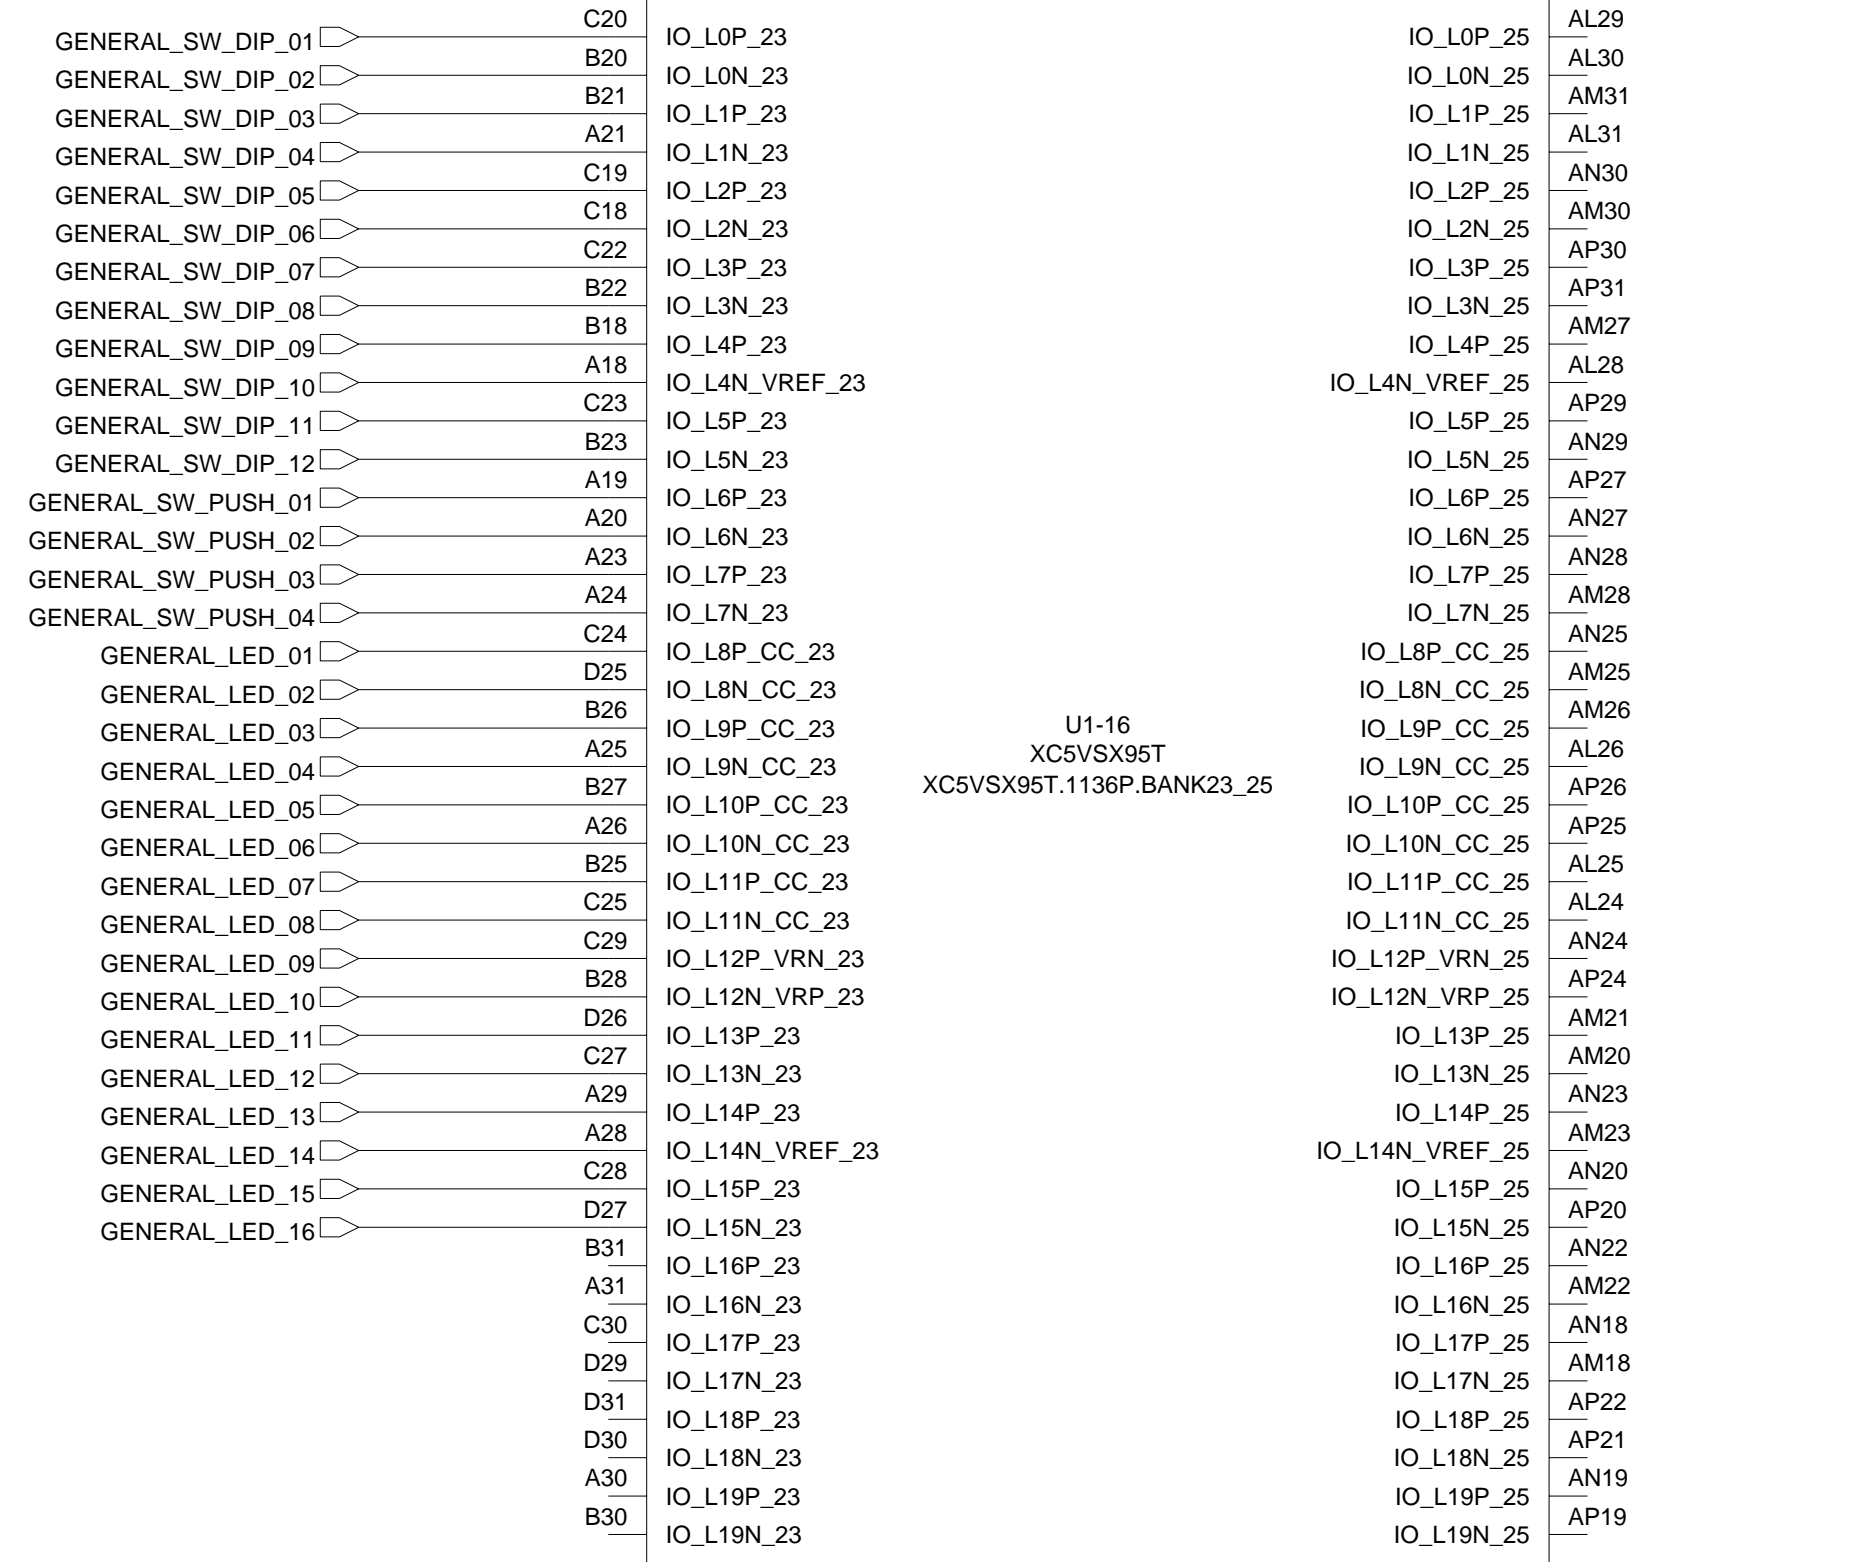 C20 AL29
GENERAL_SW_DIP_01 IO_L0P_23 IO_L0P_25
B20 AL30
GENERAL_SW_DIP_02 IO_L0N_23 IO_L0N_25
B21 AM31
GENERAL_SW_DIP_03 IO_L1P_23 IO_L1P_25
A21 AL31
GENERAL_SW_DIP_04 IO_L1N_23 IO_L1N_25
C19 AN30
GENERAL_SW_DIP_05 IO_L2P_23 IO_L2P_25
C18 AM30
GENERAL_SW_DIP_06 IO_L2N_23 IO_L2N_25
C22 AP30
GENERAL_SW_DIP_07 IO_L3P_23 IO_L3P_25
B22 AP31
GENERAL_SW_DIP_08 IO_L3N_23 IO_L3N_25
B18 AM27
GENERAL_SW_DIP_09 IO_L4P_23 IO_L4P_25
A18 AL28
GENERAL_SW_DIP_10 IO_L4N_VREF_23 IO_L4N_VREF_25
C23 AP29
GENERAL_SW_DIP_11 IO_L5P_23 IO_L5P_25
B23 AN29
GENERAL_SW_DIP_12 IO_L5N_23 IO_L5N_25
A19 AP27
GENERAL_SW_PUSH_01 IO_L6P_23 IO_L6P_25
A20 AN27
GENERAL_SW_PUSH_02 IO_L6N_23 IO_L6N_25
A23 AN28
GENERAL_SW_PUSH_03 IO_L7P_23 IO_L7P_25
A24 AM28
GENERAL_SW_PUSH_04 IO_L7N_23 IO_L7N_25
C24 AN25
GENERAL_LED_01 IO_L8P_CC_23 IO_L8P_CC_25
D25 AM25
GENERAL_LED_02 IO_L8N_CC_23 IO_L8N_CC_25
B26 AM26
GENERAL_LED_03 IO_L9P_CC_23 U1-16 IO_L9P_CC_25
A25 XC5VSX95T AL26
GENERAL_LED_04 IO_L9N_CC_23 IO_L9N_CC_25
B27 XC5VSX95T.1136P.BANK23_25 AP26
GENERAL_LED_05 IO_L10P_CC_23 IO_L10P_CC_25
A26 AP25
GENERAL_LED_06 IO_L10N_CC_23 IO_L10N_CC_25
B25 AL25
GENERAL_LED_07 IO_L11P_CC_23 IO_L11P_CC_25
C25 AL24
GENERAL_LED_08 IO_L11N_CC_23 IO_L11N_CC_25
C29 AN24
GENERAL_LED_09 IO_L12P_VRN_23 IO_L12P_VRN_25
B28 AP24
GENERAL_LED_10 IO_L12N_VRP_23 IO_L12N_VRP_25
D26 AM21
GENERAL_LED_11 IO_L13P_23 IO_L13P_25
C27 AM20
GENERAL_LED_12 IO_L13N_23 IO_L13N_25
A29 AN23
GENERAL_LED_13 IO_L14P_23 IO_L14P_25
A28 AM23
GENERAL_LED_14 IO_L14N_VREF_23 IO_L14N_VREF_25
C28 AN20
GENERAL_LED_15 IO_L15P_23 IO_L15P_25
D27 AP20
GENERAL_LED_16 IO_L15N_23 IO_L15N_25
B31 AN22
IO_L16P_23 IO_L16P_25
A31 AM22
IO_L16N_23 IO_L16N_25
C30 AN18
IO_L17P_23 IO_L17P_25
D29 AM18
IO_L17N_23 IO_L17N_25
D31 AP22
IO_L18P_23 IO_L18P_25
D30 AP21
IO_L18N_23 IO_L18N_25
A30 AN19
IO_L19P_23 IO_L19P_25
B30 AP19
IO_L19N_23 IO_L19N_25